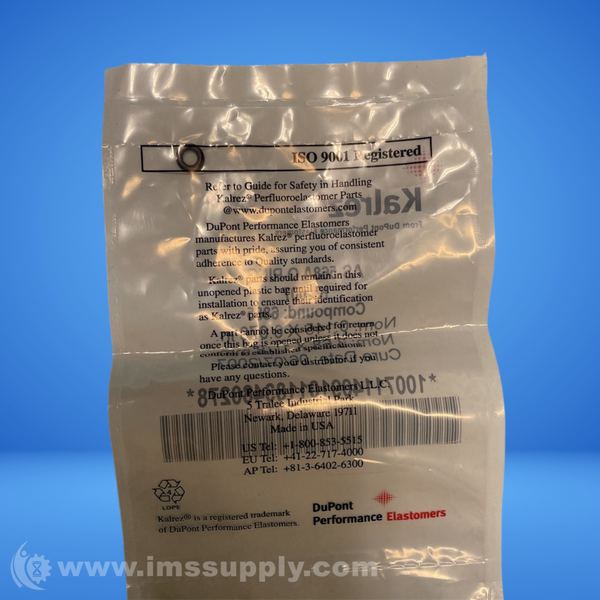 ISO 9001 Registered
Refer to Guide for Safety in Handling
Kalrez® Perfluoroelastomer Parts
@www.dupontelastomers.com
Kalrez
From DuPont Performance
DuPont Performance Elastomers
manufactures Kalrez® perfluoroelastomer
parts with pride, assuring you of consistent
adherence to Quality standards.
Kalrez® parts should remain in this
unopened plastic bag until required for
installation to ensure their identification
as Kalrez® parts.
Compound:
A part cannot be considered for return
once this bag is opened unless it does not
conform to established specifications.
Please contact your distributor if you
have any questions.
DuPont Performance Elastomers L.L.C.
5 Tralee Industrial Park
Newark, Delaware 19711
Made in USA
US Tel: +1-800-853-5515
EU Tel: +41-22-717-4000
AP Tel: +81-3-6402-6300
LDPE
Kalrez® is a registered trademark
of DuPont Performance Elastomers.
DuPont
Performance Elastomers
www.imssupply.com